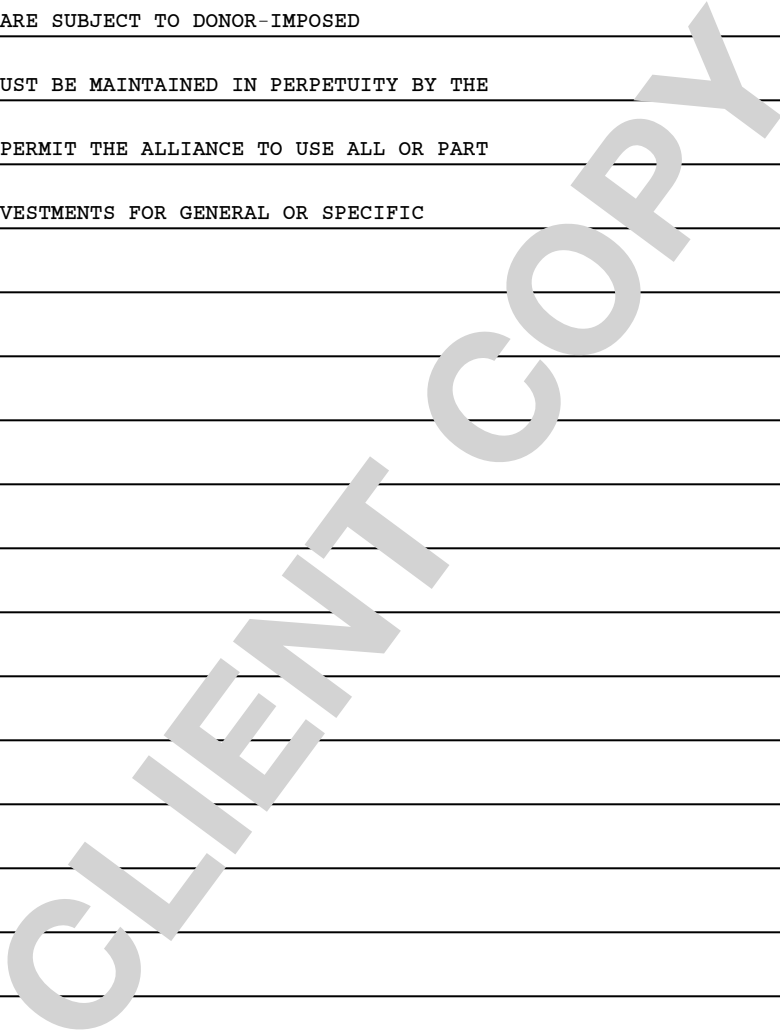 ARE SUBJECT TO DONOR-IMPOSED
UST BE MAINTAINED IN PERPETUITY BY THE
PERMIT THE ALLIANCE TO USE ALL OR PART
VESTMENTS FOR GENERAL OR SPECIFIC
CLIENT COPY